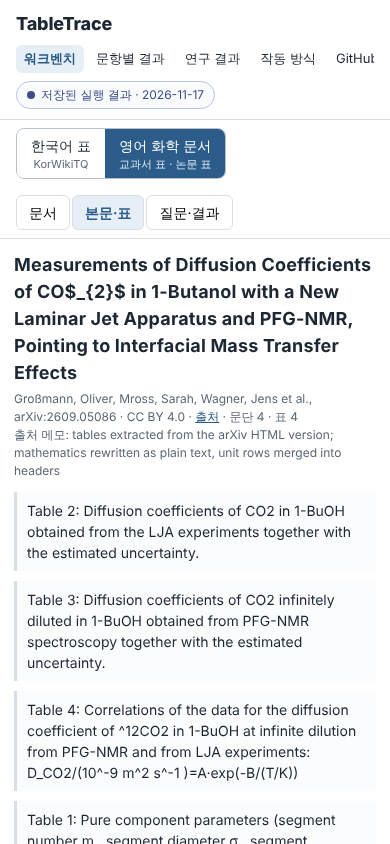 TableTrace
워크벤치 문항별 결과 연구 결과 작동 방식 GitHub
저장된 실행 결과 · 2026-11-17
한국어 표 영어 화학 문서
KorWikiTQ 교과서 표 · 논문 표
문서 본문·표 질문·결과
Measurements of Diffusion Coefficients
of CO$_{2}$ in 1-Butanol with a New
Laminar Jet Apparatus and PFG-NMR,
Pointing to Interfacial Mass Transfer
Effects
Großmann, Oliver, Mross, Sarah, Wagner, Jens et al.,
arXiv:2609.05086 · CC BY 4.0 · 출처 · 문단 4 · 표 4
출처 메모: tables extracted from the arXiv HTML version;
mathematics rewritten as plain text, unit rows merged into
headers
Table 2: Diffusion coefficients of CO2 in 1-BuOH
obtained from the LJA experiments together with
the estimated uncertainty.
Table 3: Diffusion coefficients of CO2 infinitely
diluted in 1-BuOH obtained from PFG-NMR
spectroscopy together with the estimated
uncertainty.
Table 4: Correlations of the data for the diffusion
coefficient of ^12CO2 in 1-BuOH at infinite dilution
from PFG-NMR and from LJA experiments:
D_CO2/(10^-9 m^2 s^-1 )=A·exp(-B/(T/K))
Table 1: Pure component parameters (segment
number m, segment diameter σ, segment